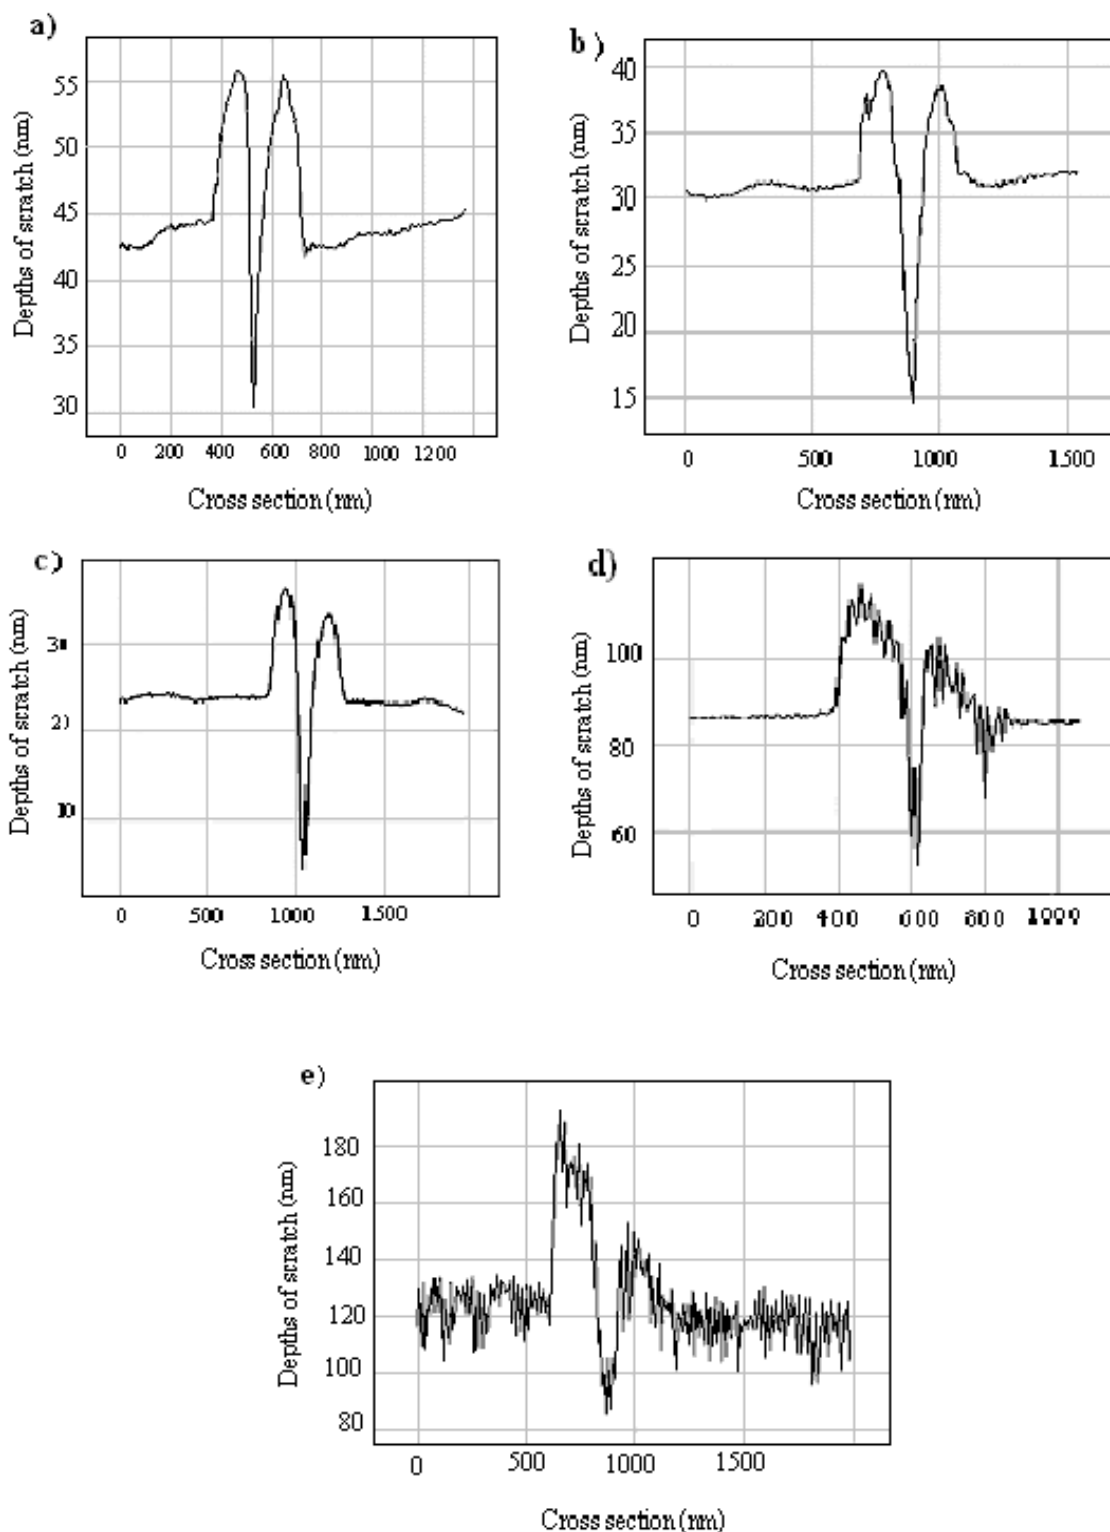 a)
Depths of scratch (nm)
55
50
45
40
35
30
0 200 400 600 800 1000 1200
Cross section (nm)
b)
Depths of scratch (nm)
40
35
30
25
20
15
0 500 1000 1500
Cross section (nm)
c)
Depths of scratch (nm)
30
20
10
0 500 1000 1500
Cross section (nm)
d)
Depths of scratch (nm)
100
80
60
0 200 400 600 800 1000
Cross section (nm)
e)
Depths of scratch (nm)
180
160
140
120
100
80
0 500 1000 1500
Cross section (nm)